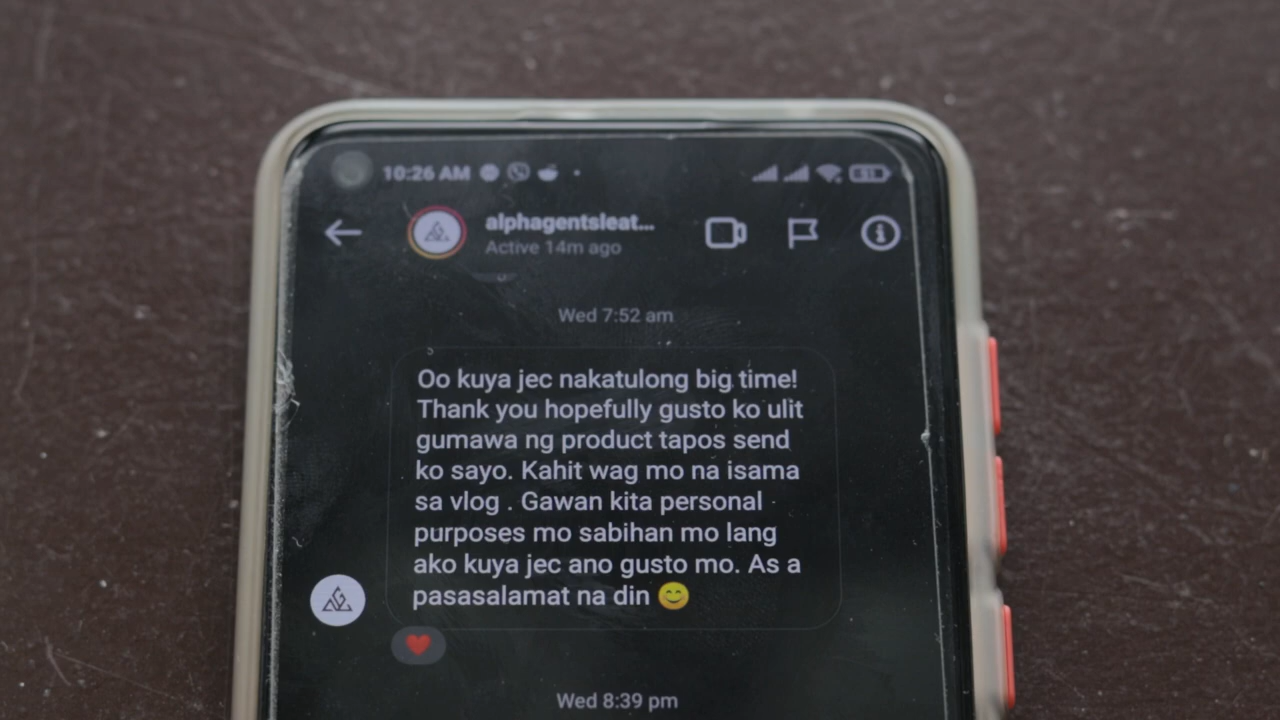 10:26 AM
51
alphagentsleat...
Active 14m ago
Wed 7:52 am
Oo kuya jec nakatulong big time!
Thank you hopefully gusto ko ulit
gumawa ng product tapos send
ko sayo. Kahit wag mo na isama
sa vlog . Gawan kita personal
purposes mo sabihan mo lang
ako kuya jec ano gusto mo. As a
pasasalamat na din 😊
Wed 8:39 pm